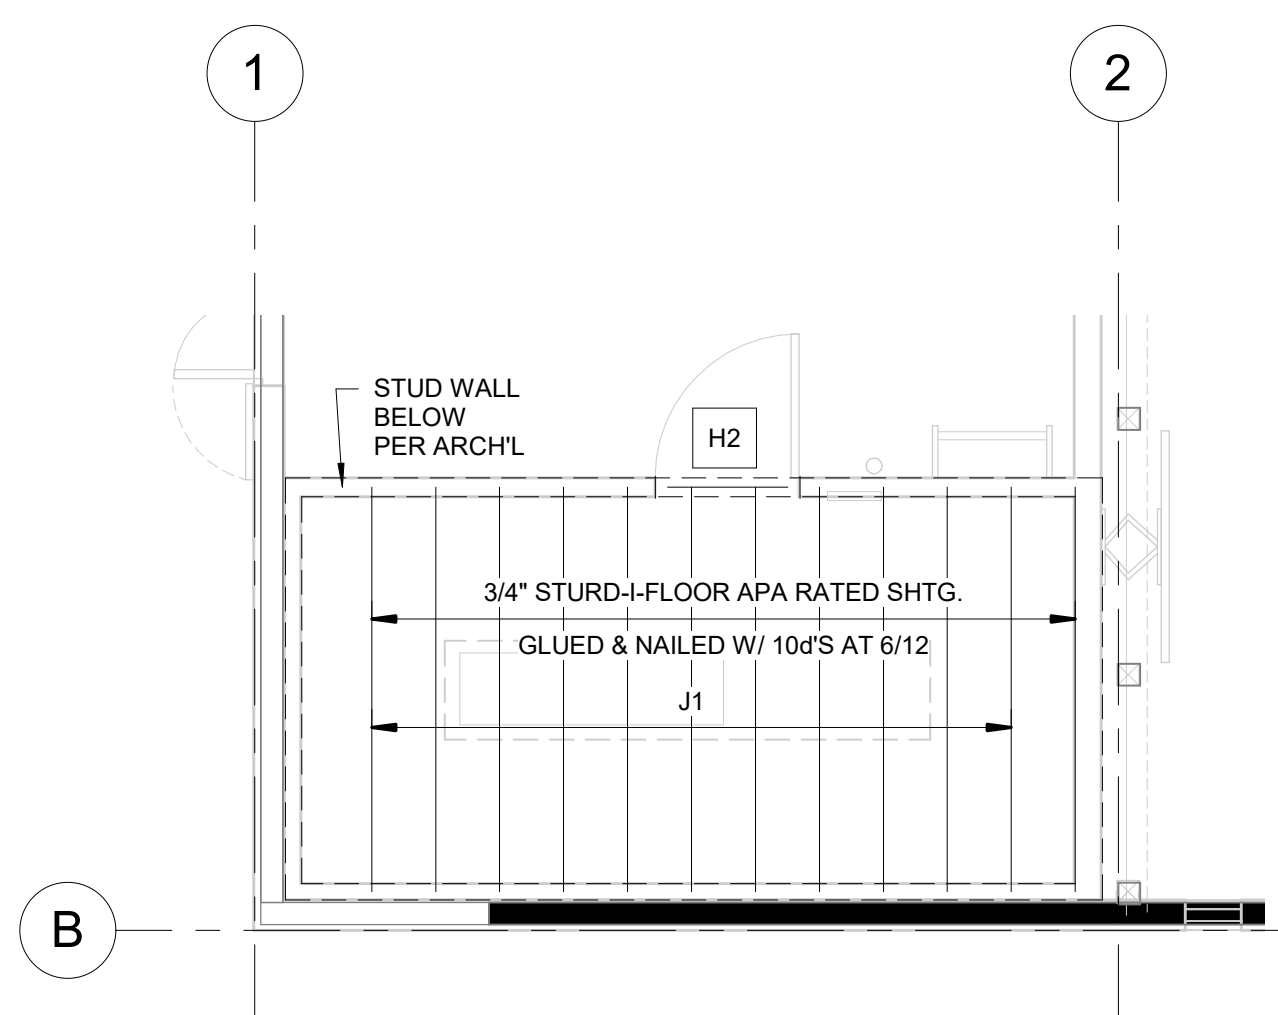 1
2
STUD WALL
BELOW
PER ARCH'L
H2
3/4" STURD-I-FLOOR APA RATED SHTG.
GLUED & NAILED W/ 10d'S AT 6/12
J1
B